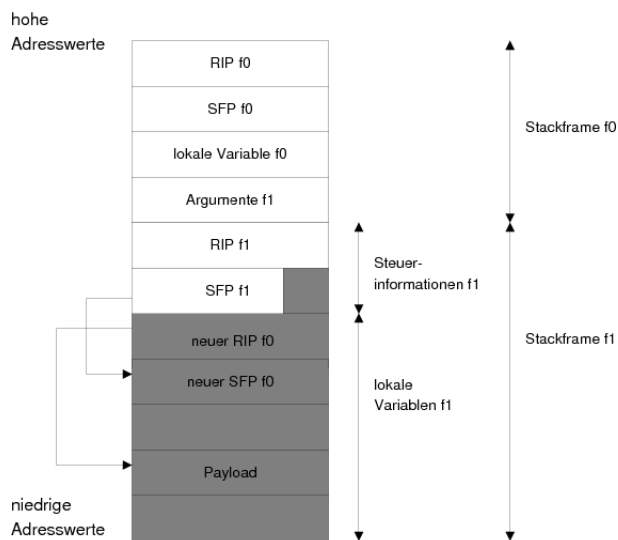 hohe
Adresswerte
RIP f0
SFP f0
Stackframe f0
lokale Variable f0
Argumente f1
RIP f1
Steuer-
informationen f1
SFP f1
Stackframe f1
neuer RIP f0
neuer SFP f0
lokale
Variablen f1
Payload
niedrige
Adresswerte